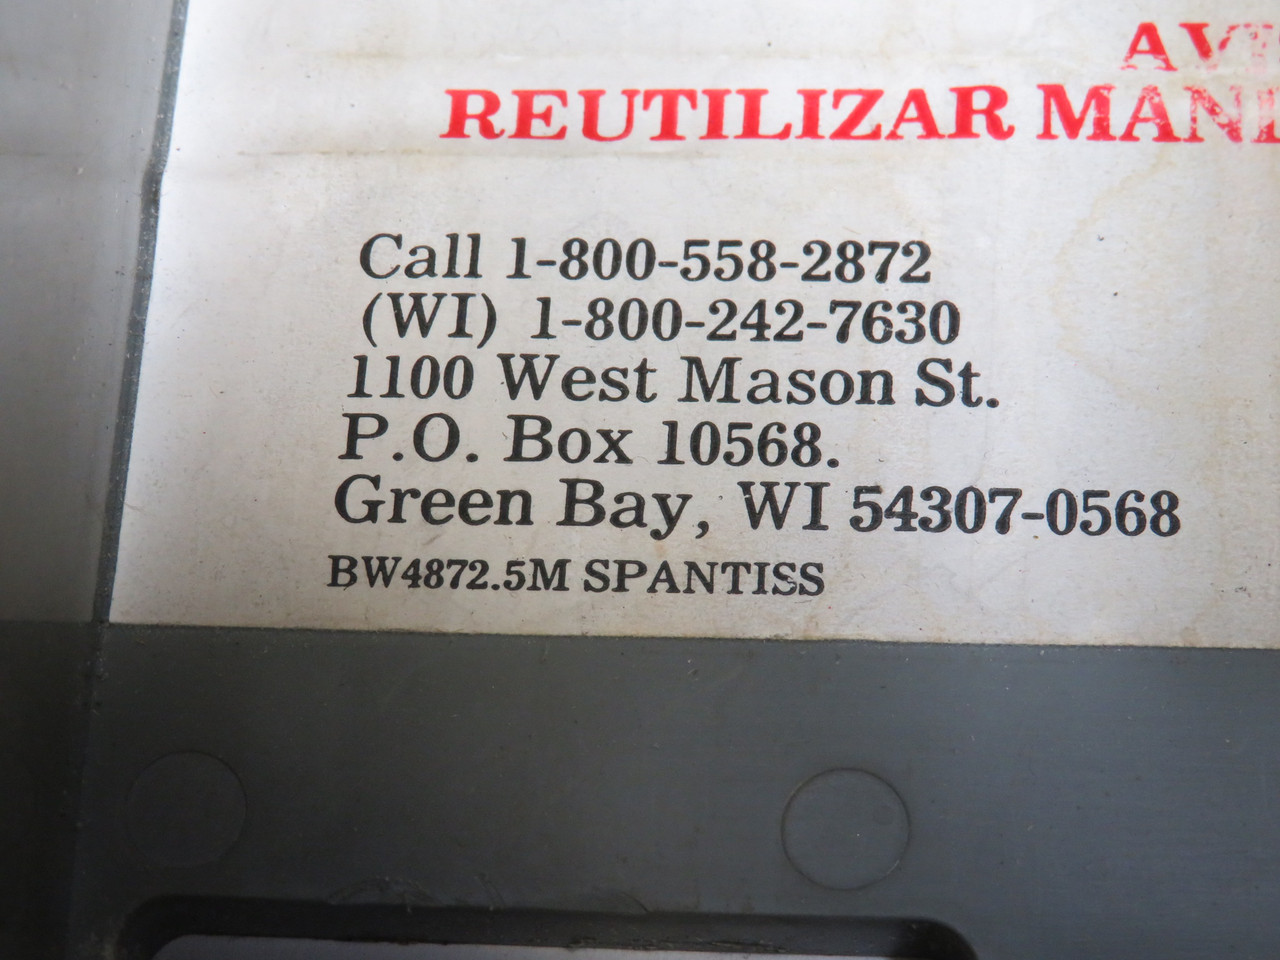 REUTILIZAR
Call 1-800-558-2872
(WI) 1-800-242-7630
1100 West Mason St.
P.O. Box 10568.
Green Bay, WI 54307-0568
BW4872.5M SPANTISS